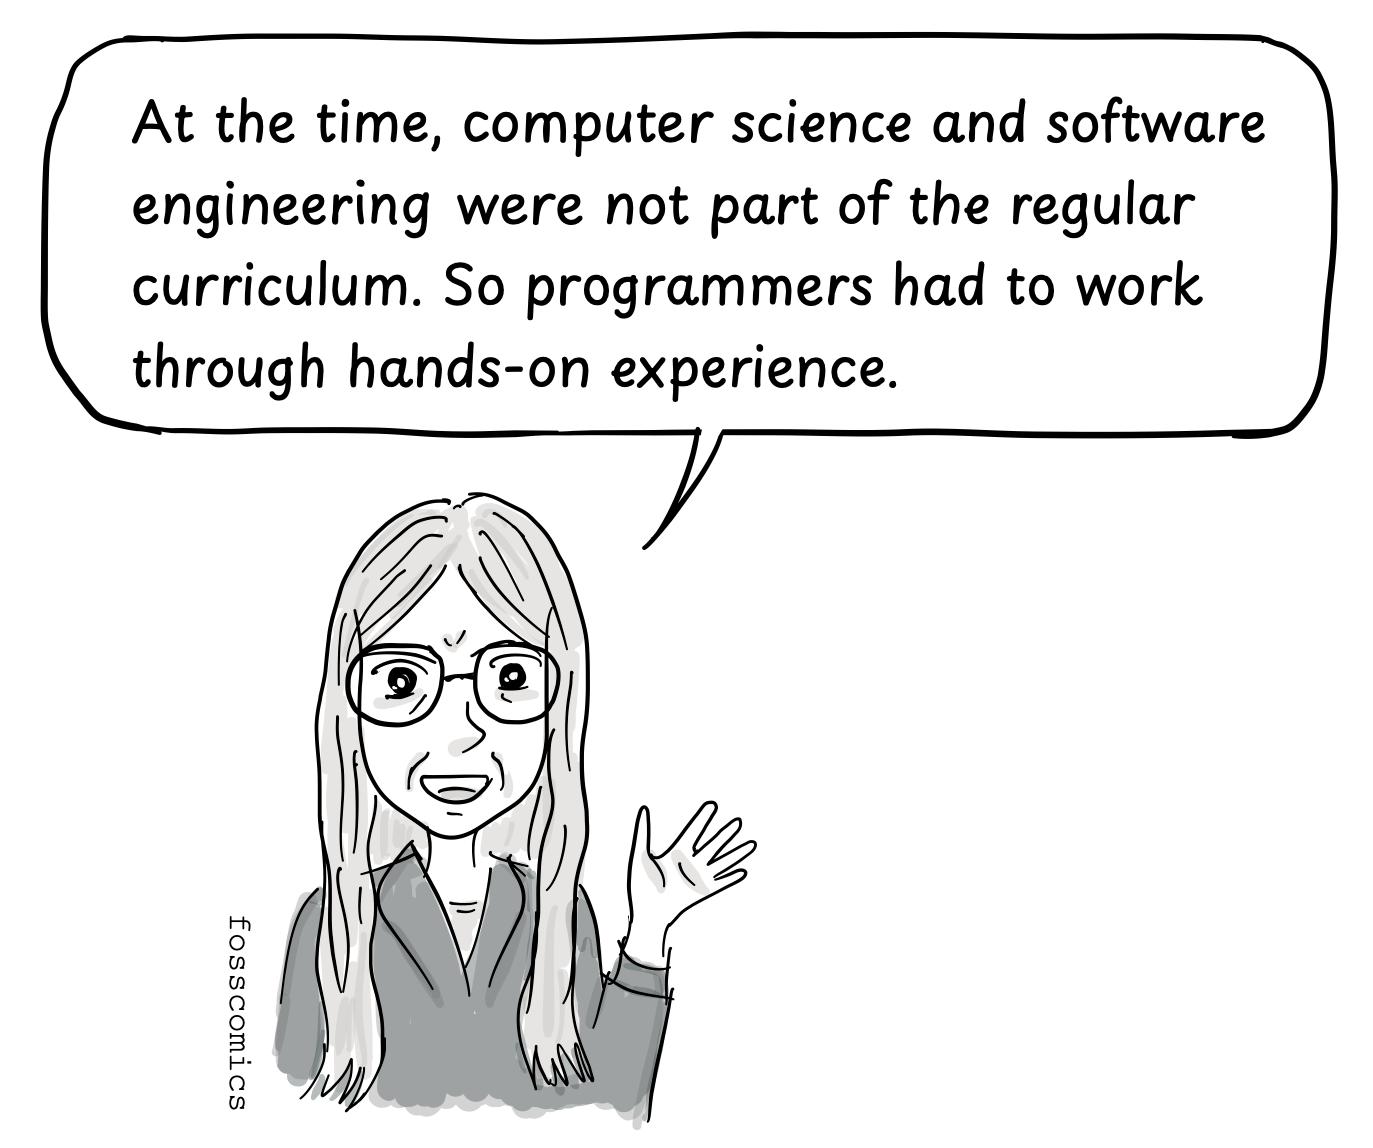 At the time, computer science and software
engineering were not part of the regular
curriculum. So programmers had to work
through hands-on experience.
fosscomics